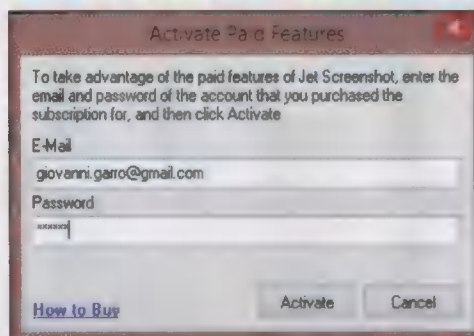 Activate Paid Features
To take advantage of the paid features of Jet Screenshot, enter the
email and password of the account that you purchased the
subscription for, and then click Activate
E-Mail
giovanni.garro@gmail.com
Password
******
How to Buy
Activate
Cancel